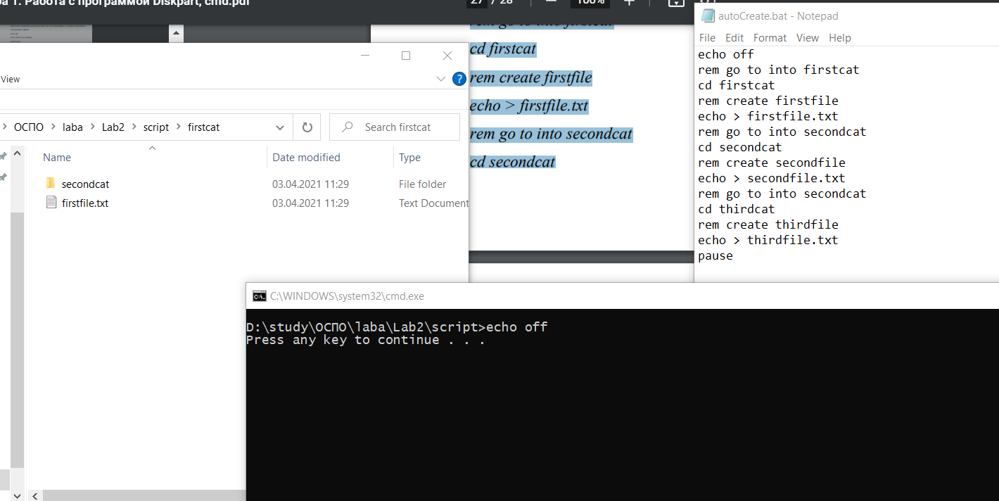 1. Работа с программой Diskpart, cmd.pdf
27 / 28
100%
rem go to into firstcat
cd firstcat
rem create firstfile
echo > firstfile.txt
rem go to into secondcat
cd secondcat
View
?
ОСПО > laba > Lab2 > script > firstcat
Search firstcat
Name Date modified Type
secondcat 03.04.2021 11:29 File folder
firstfile.txt 03.04.2021 11:29 Text Document
autoCreate.bat - Notepad
File Edit Format View Help
echo off
rem go to into firstcat
cd firstcat
rem create firstfile
echo > firstfile.txt
rem go to into secondcat
cd secondcat
rem create secondfile
echo > secondfile.txt
rem go to into secondcat
cd thirdcat
rem create thirdfile
echo > thirdfile.txt
pause
C:\WINDOWS\system32\cmd.exe
D:\study\ОСПО\laba\Lab2\script>echo off
Press any key to continue . . .